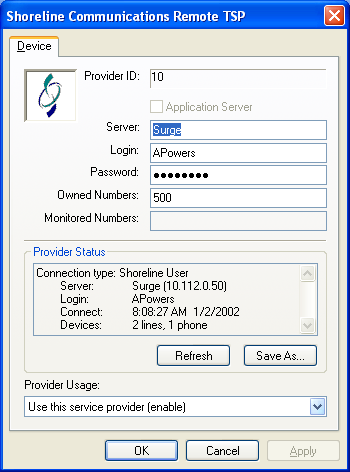 Shoreline Communications Remote TSP
Device
Provider ID: 10
Application Server
Server: Surge
Login: APowers
Password: ●●●●●●●●
Owned Numbers: 500
Monitored Numbers:
Provider Status
Connection type: Shoreline User
Server: Surge (10.112.0.50)
Login: APowers
Connect: 8:08:27 AM 1/2/2002
Devices: 2 lines, 1 phone
Refresh Save As...
Provider Usage:
Use this service provider (enable)
OK Cancel Apply